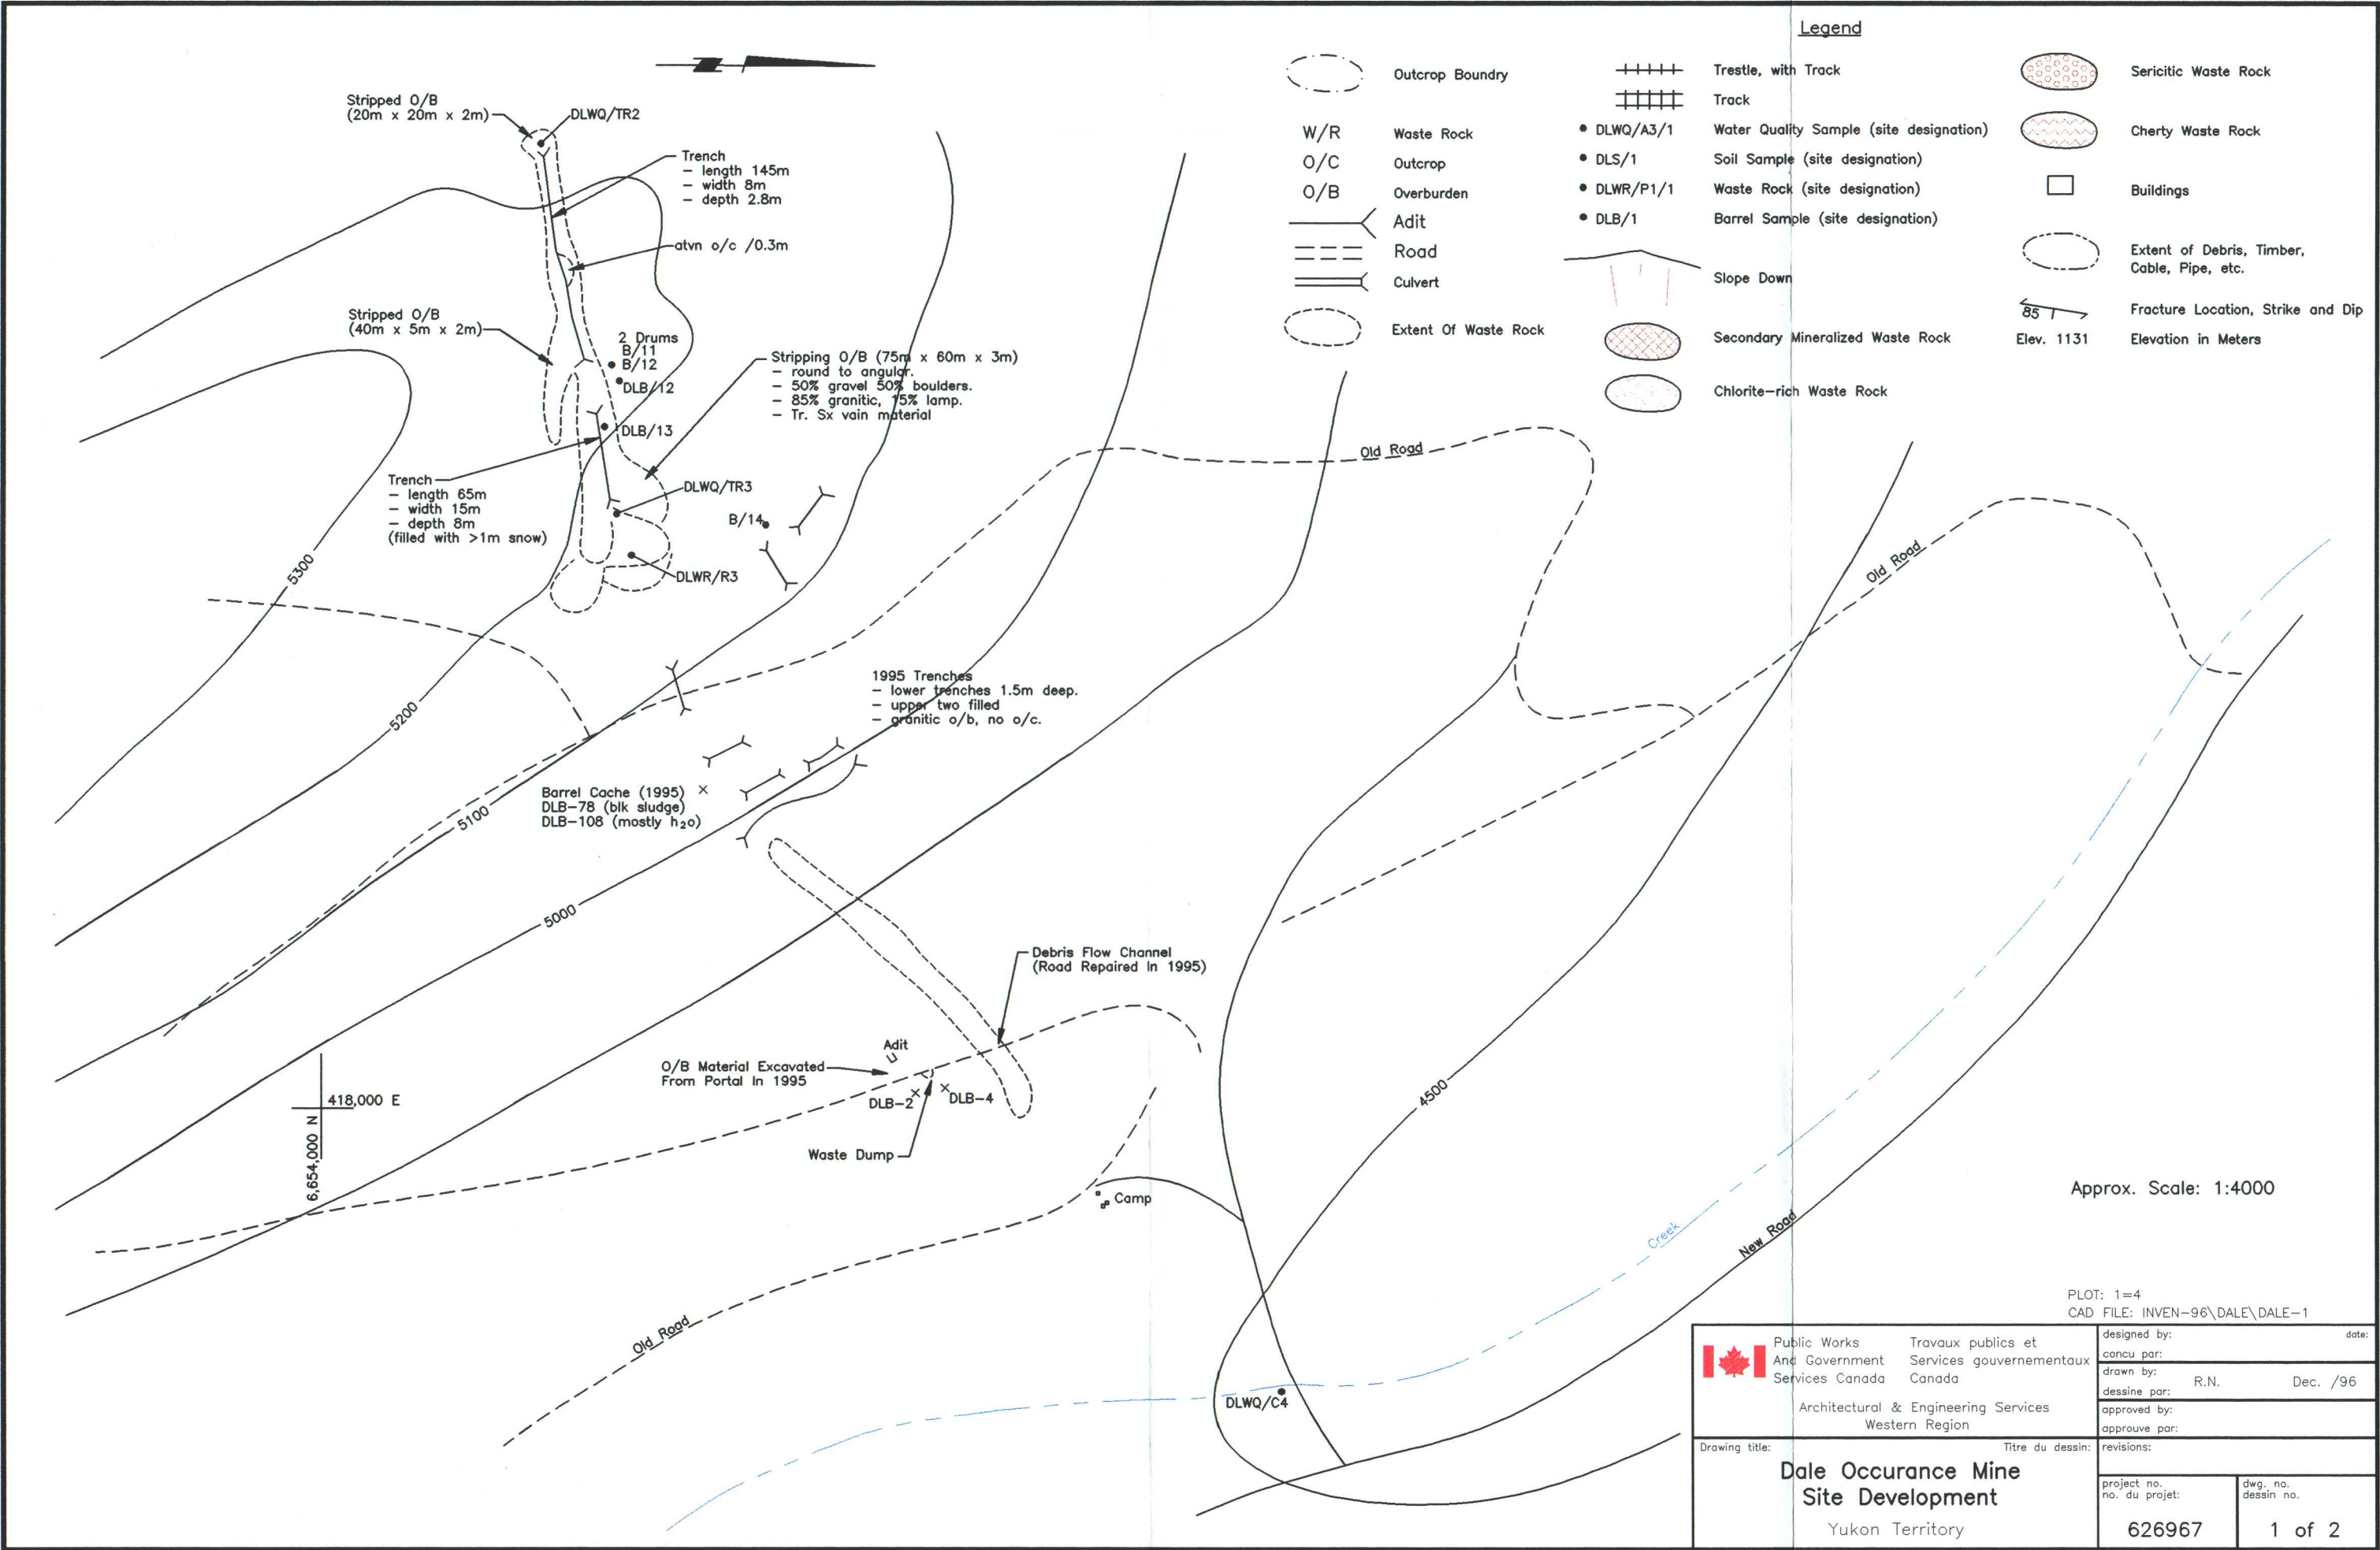 Legend
Outcrop Boundry
W/R Waste Rock
O/C Outcrop
O/B Overburden
Adit
Road
Culvert
Extent Of Waste Rock
Trestle, with Track
Track
DLWQ/A3/1 Water Quality Sample (site designation)
DLS/1 Soil Sample (site designation)
DLWR/P1/1 Waste Rock (site designation)
DLB/1 Barrel Sample (site designation)
Slope Down
Secondary Mineralized Waste Rock
Chlorite-rich Waste Rock
Sericitic Waste Rock
Cherty Waste Rock
Buildings
Extent of Debris, Timber,
Cable, Pipe, etc.
85 Fracture Location, Strike and Dip
Elev. 1131 Elevation in Meters
Stripped O/B
(20m x 20m x 2m)
DLWQ/TR2
Trench
- length 145m
- width 8m
- depth 2.8m
atvn o/c /0.3m
Stripped O/B
(40m x 5m x 2m)
2 Drums
B/11
B/12
DLB/12
DLB/13
Stripping O/B (75m x 60m x 3m)
- round to angular.
- 50% gravel 50% boulders.
- 85% granitic, 15% lamp.
- Tr. Sx vain material
Trench
- length 65m
- width 15m
- depth 8m
(filled with >1m snow)
DLWQ/TR3
B/14
DLWR/R3
Old Road
Old Road
5300
5200
5100
5000
1995 Trenches
- lower trenches 1.5m deep.
- upper two filled
- granitic o/b, no o/c.
Barrel Cache (1995)
DLB-78 (blk sludge)
DLB-108 (mostly h₂o)
Debris Flow Channel
(Road Repaired In 1995)
Adit
O/B Material Excavated
From Portal In 1995
DLB-2
DLB-4
Waste Dump
418,000 E
6,654,000 N
4500
Camp
Old Road
Creek
New Road
DLWQ/C4
Approx. Scale: 1:4000
PLOT: 1=4
CAD FILE: INVEN-96\DALE\DALE-1
Public Works
And Government
Services Canada
Travaux publics et
Services gouvernementaux
Canada
Architectural & Engineering Services
Western Region
designed by: date:
concu par:
drawn by:
dessine par:
R.N. Dec. /96
approved by:
approuve par:
Drawing title: Titre du dessin:
Dale Occurance Mine
Site Development
Yukon Territory
revisions:
project no.
no. du projet:
626967
dwg. no.
dessin no.
1 of 2